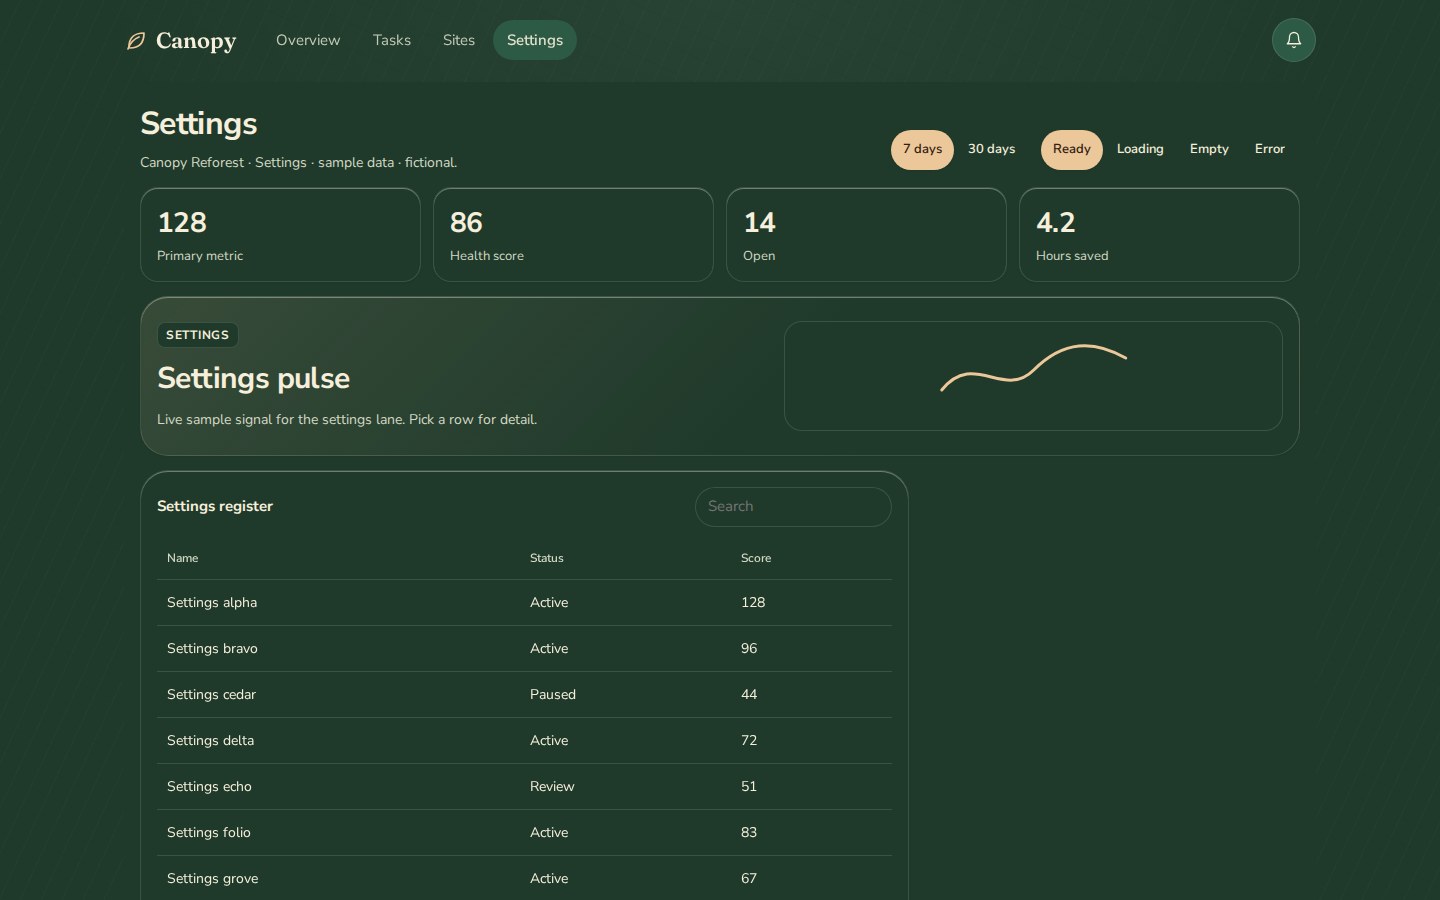 Canopy
Overview
Tasks
Sites
Settings
Settings
Canopy Reforest · Settings · sample data · fictional.
7 days
30 days
Ready
Loading
Empty
Error
128
Primary metric
86
Health score
14
Open
4.2
Hours saved
SETTINGS
Settings pulse
Live sample signal for the settings lane. Pick a row for detail.
Settings register
Search
Name Status Score
Settings alpha Active 128
Settings bravo Active 96
Settings cedar Paused 44
Settings delta Active 72
Settings echo Review 51
Settings folio Active 83
Settings grove Active 67